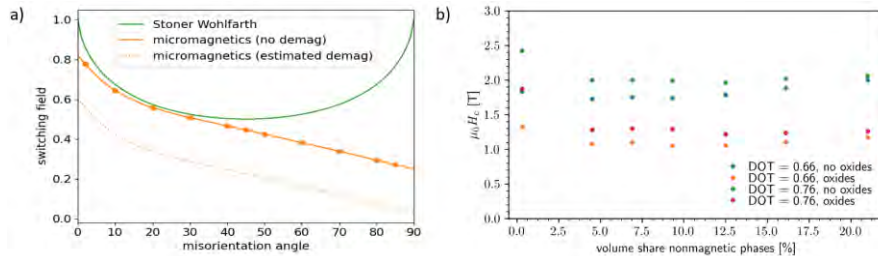 a)
Stoner Wohlfarth
micromagnetics (no demag)
micromagnetics (estimated demag)
1.0
0.8
0.6
0.4
0.2
0.0
switching field
0 10 20 30 40 50 60 70 80 90
misorientation angle
b)
3.0
2.5
2.0
1.5
1.0
0.5
0.0
μ₀H_c [T]
DOT = 0.66, no oxides
DOT = 0.66, oxides
DOT = 0.76, no oxides
DOT = 0.76, oxides
0.0 2.5 5.0 7.5 10.0 12.5 15.0 17.5 20.0
volume share nonmagnetic phases [%]